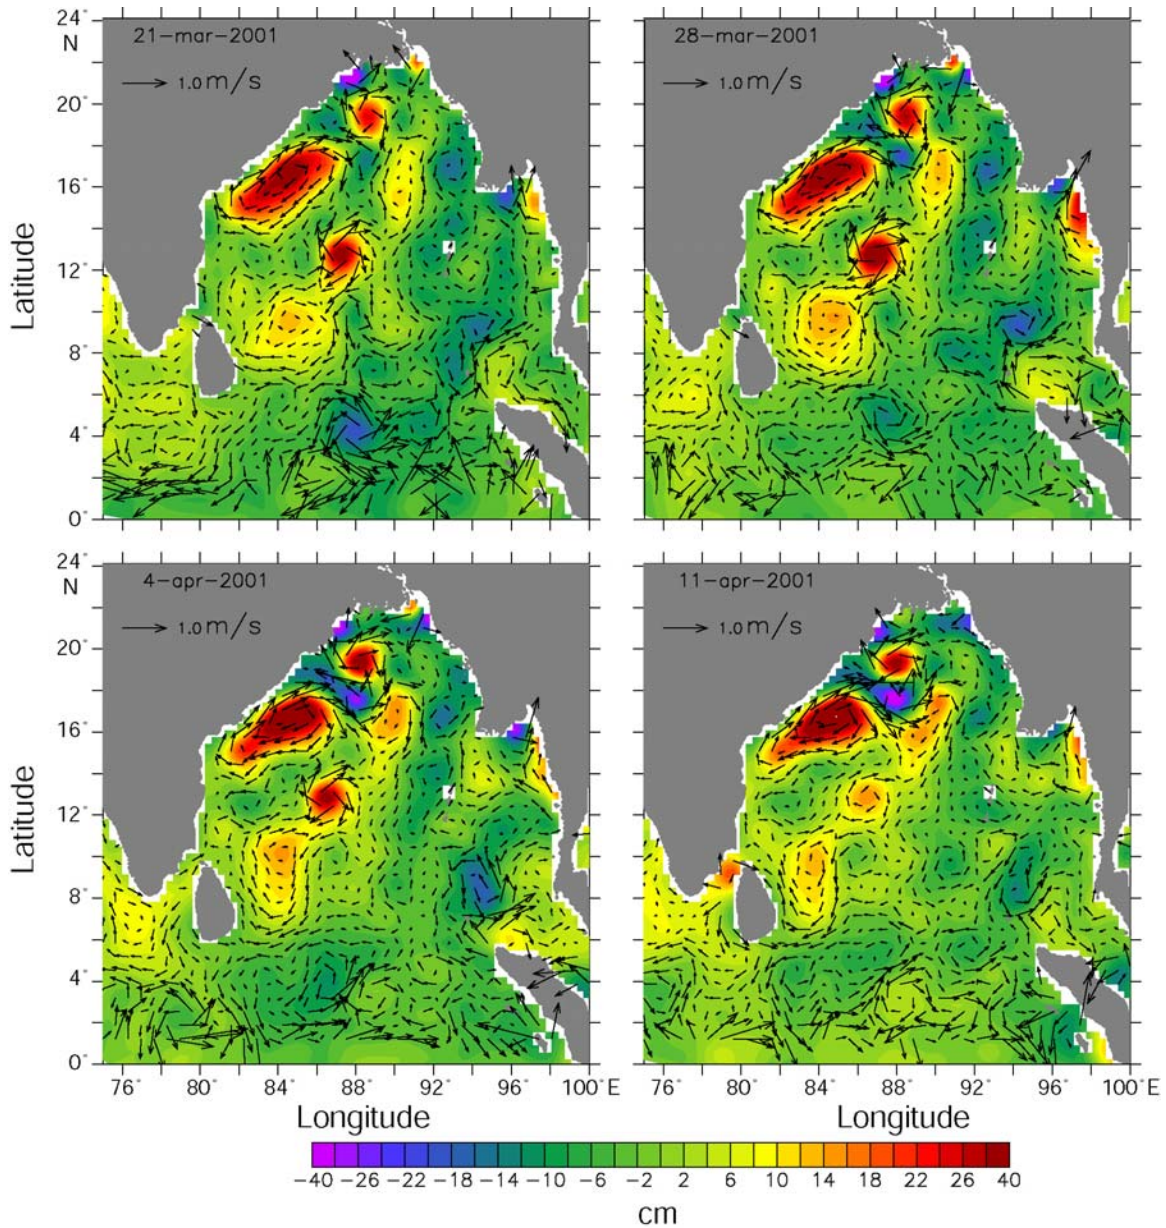 24°
N
20°
16°
12°
8°
4°
0°
Latitude
21-mar-2001
1.0 m/s
28-mar-2001
1.0 m/s
24°
N
20°
16°
12°
8°
4°
0°
Latitude
4-apr-2001
1.0 m/s
11-apr-2001
1.0 m/s
76° 80° 84° 88° 92° 96° 100°E
76° 80° 84° 88° 92° 96° 100°E
Longitude Longitude
-40 -26 -22 -18 -14 -10 -6 -2 2 6 10 14 18 22 26 40
cm